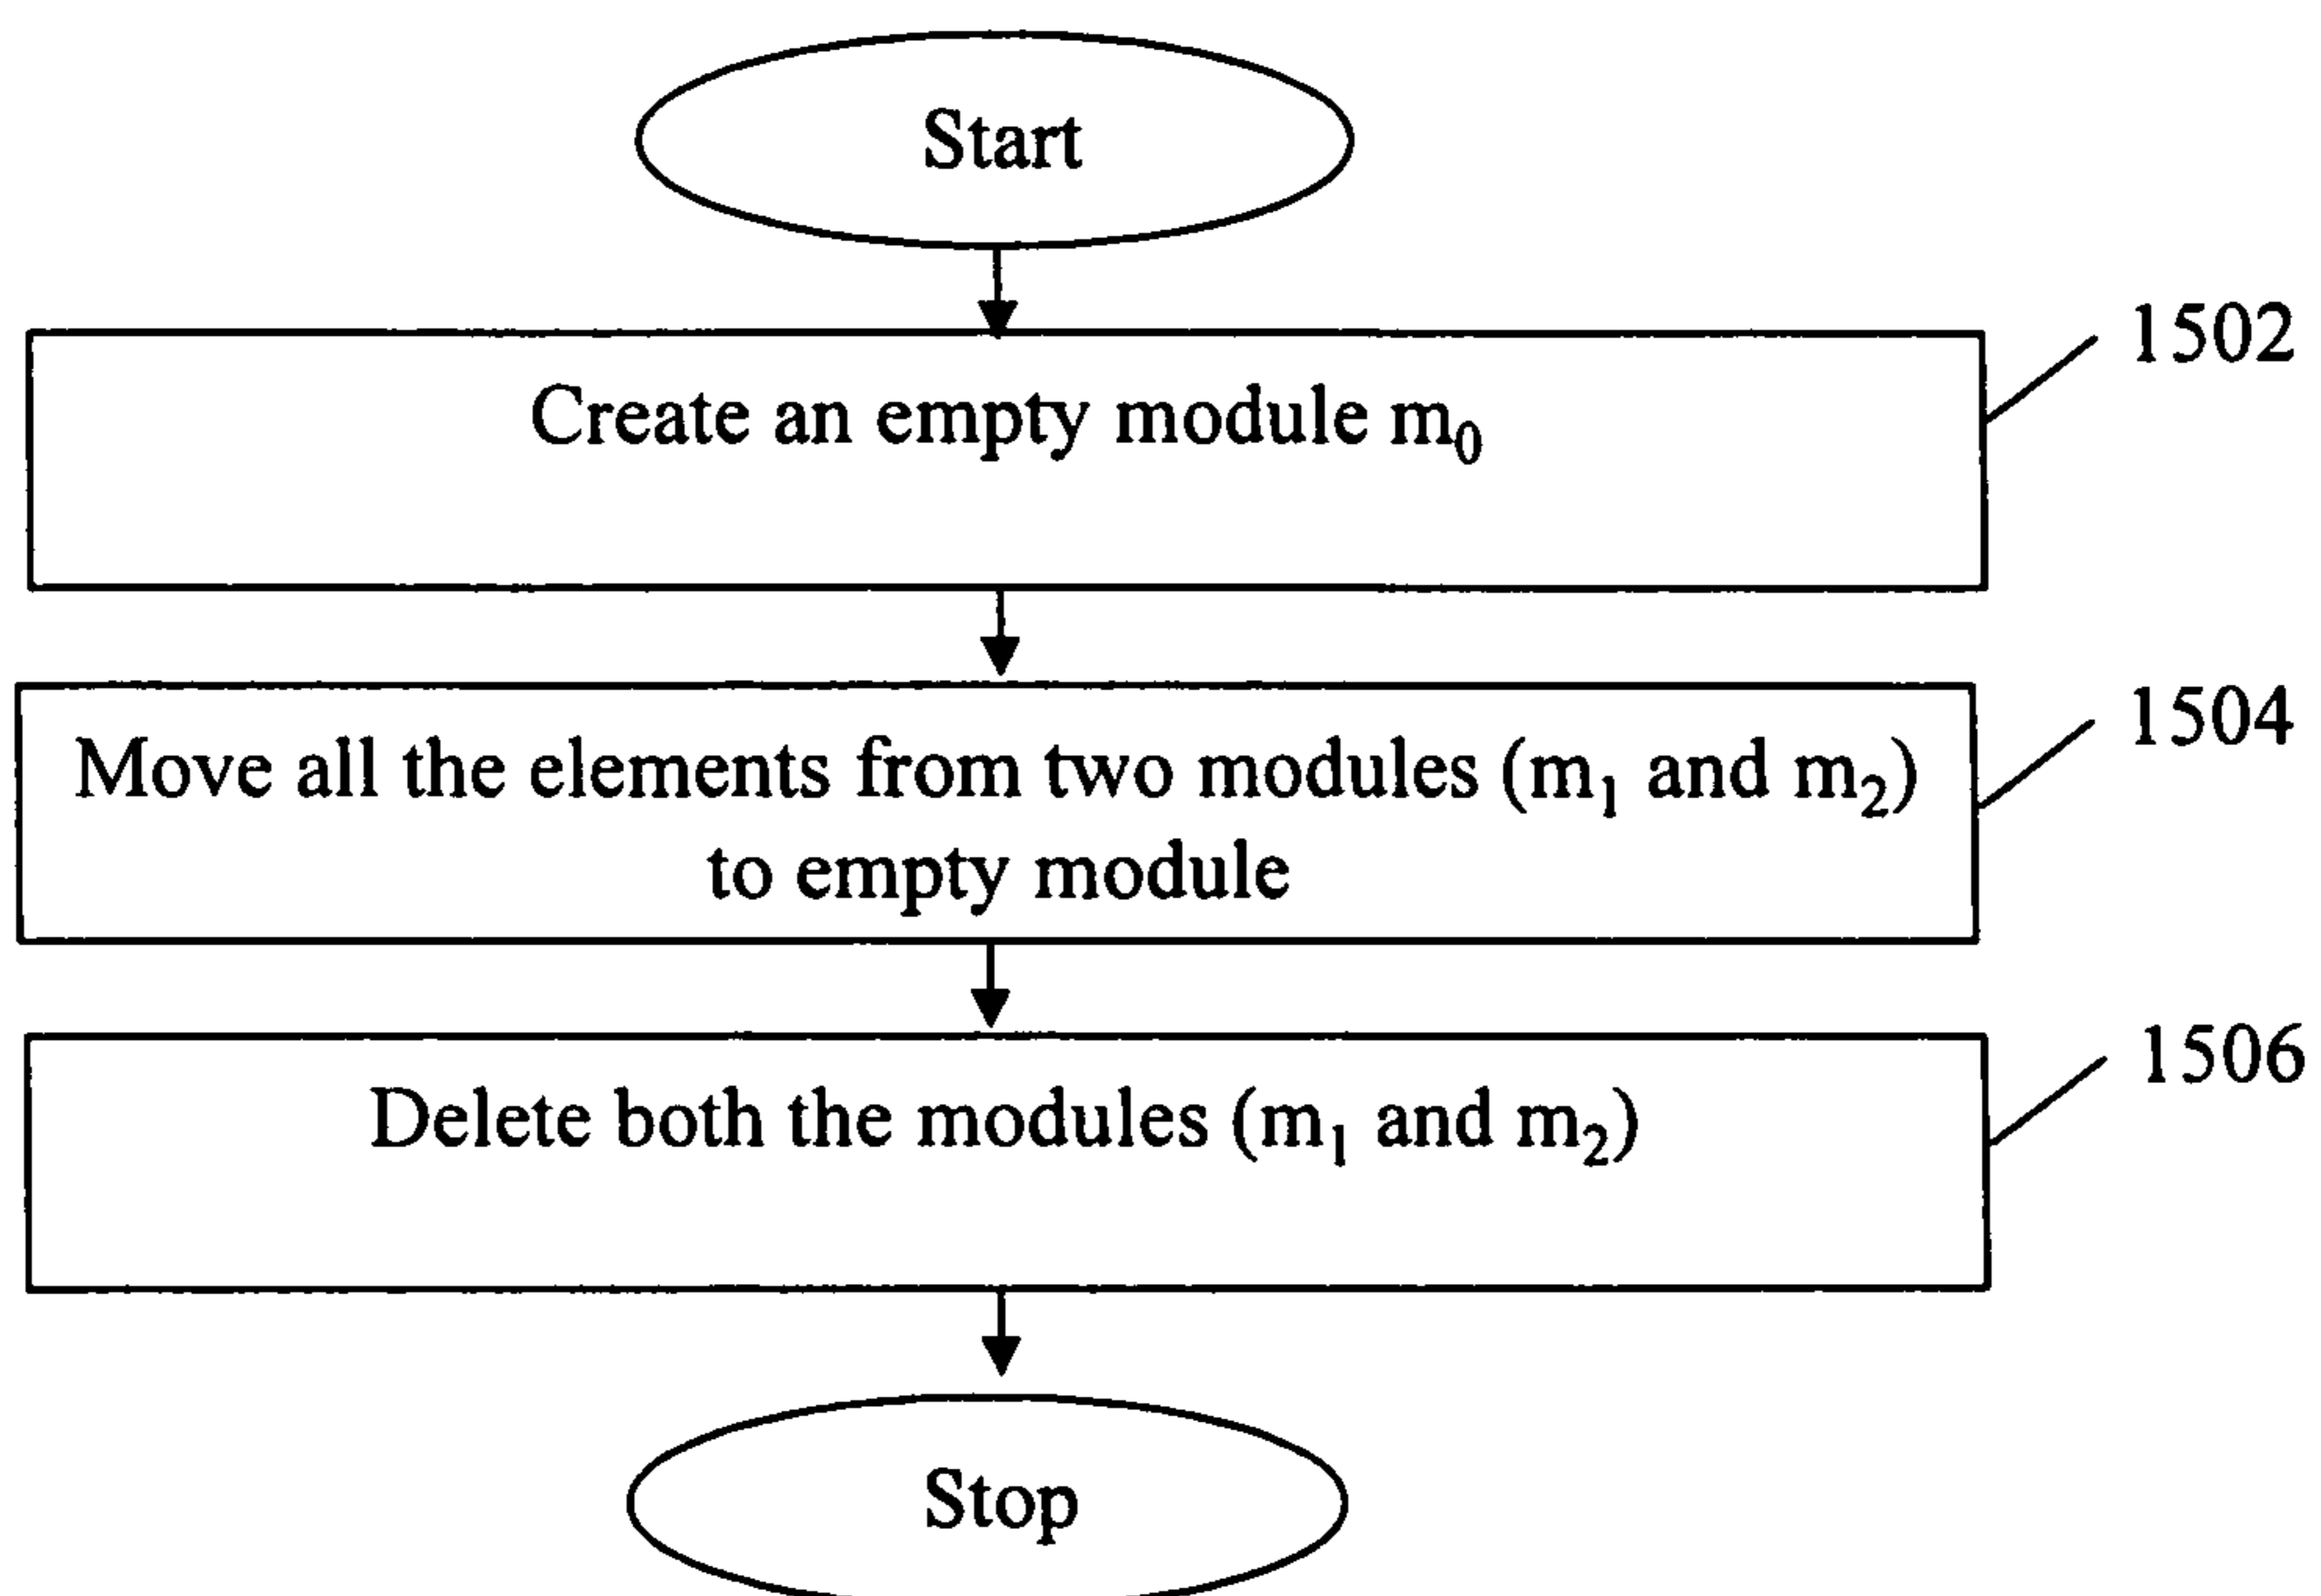 Start
1502
Create an empty module m₀
1504
Move all the elements from two modules (m₁ and m₂)
to empty module
1506
Delete both the modules (m₁ and m₂)
Stop